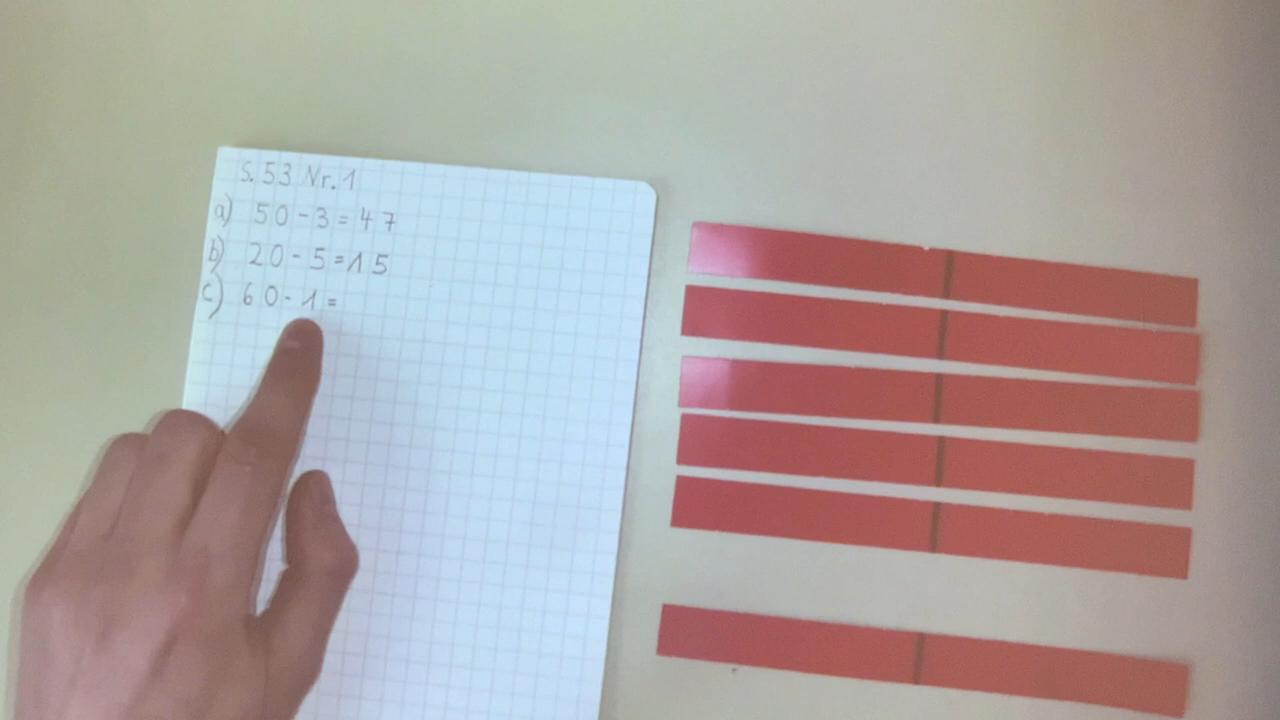 S. 53 Nr. 1
a) 50 - 3 = 47
b) 20 - 5 = 15
c) 60 - 1 =